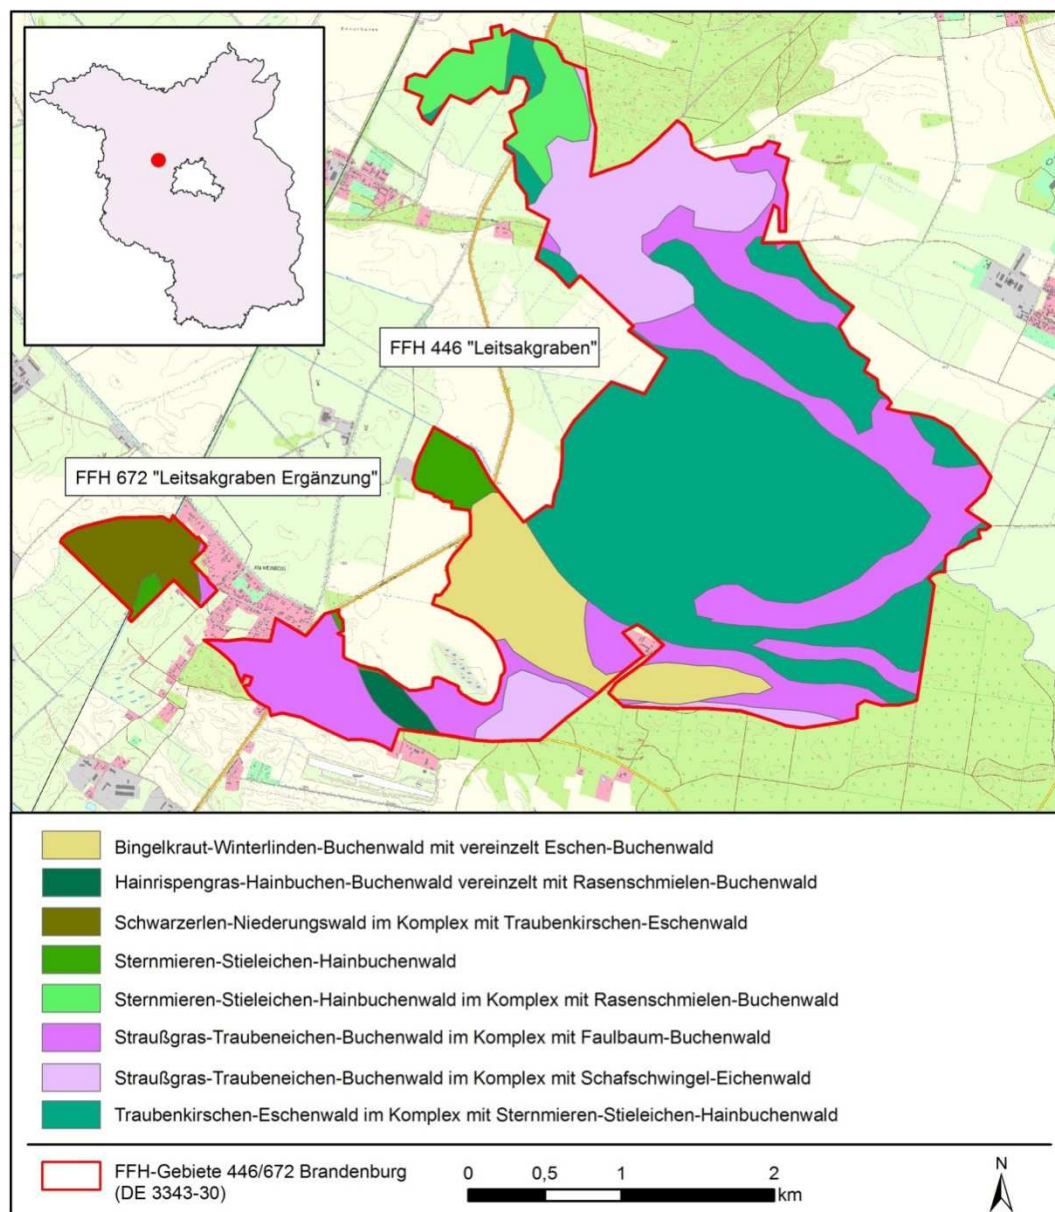 FFH 446 "Leitsakgraben"
FFH 672 "Leitsakgraben Ergänzung"
Bingelkraut-Winterlinden-Buchenwald mit vereinzelt Eschen-Buchenwald
Hainrispengras-Hainbuchen-Buchenwald vereinzelt mit Rasenschmielen-Buchenwald
Schwarzerlen-Niederungswald im Komplex mit Traubenkirschen-Eschenwald
Sternmieren-Stieleichen-Hainbuchenwald
Sternmieren-Stieleichen-Hainbuchenwald im Komplex mit Rasenschmielen-Buchenwald
Straußgras-Traubeneichen-Buchenwald im Komplex mit Faulbaum-Buchenwald
Straußgras-Traubeneichen-Buchenwald im Komplex mit Schafschwingel-Eichenwald
Traubenkirschen-Eschenwald im Komplex mit Sternmieren-Stieleichen-Hainbuchenwald
FFH-Gebiete 446/672 Brandenburg
(DE 3343-30)
0 0,5 1 2
km
N